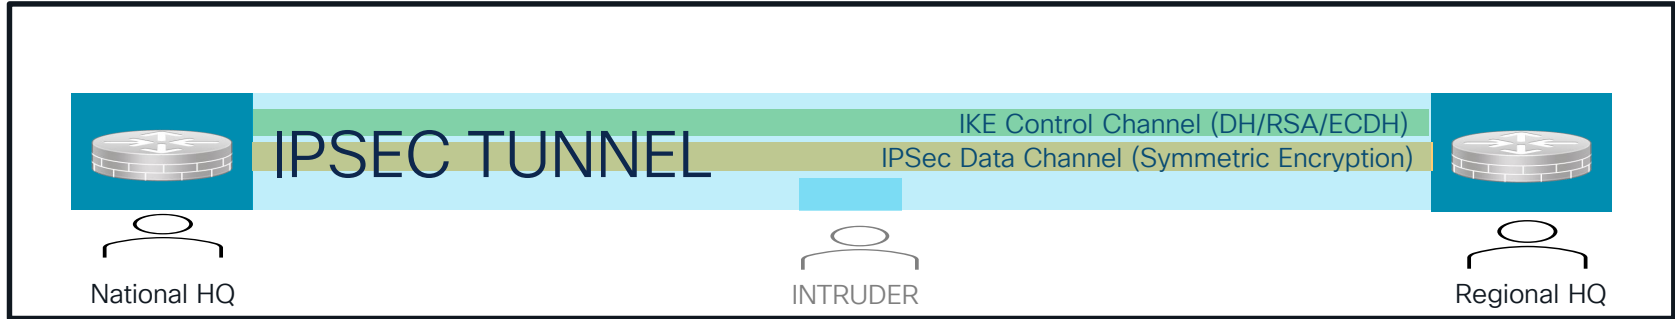 IKE Control Channel (DH/RSA/ECDH)
IPSEC TUNNEL
IPSec Data Channel (Symmetric Encryption)
National HQ
INTRUDER
Regional HQ